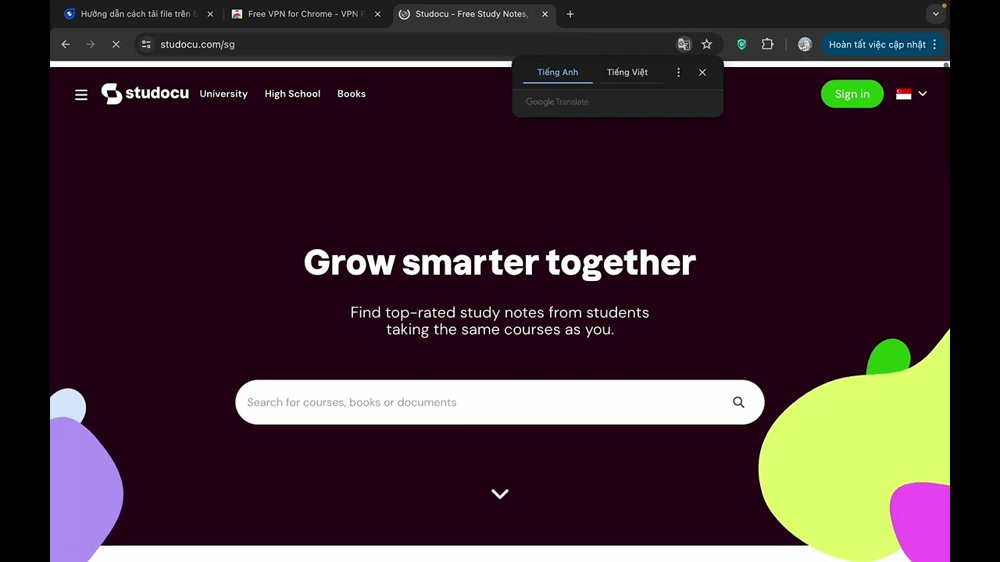 Hướng dẫn cách tải file trên S
Free VPN for Chrome - VPN P
Studocu - Free Study Notes,
studocu.com/sg
Hoàn tất việc cập nhật
Tiếng Anh
Tiếng Việt
Google Translate
studocu
University
High School
Books
Sign in
Grow smarter together
Find top-rated study notes from students
taking the same courses as you.
Search for courses, books or documents